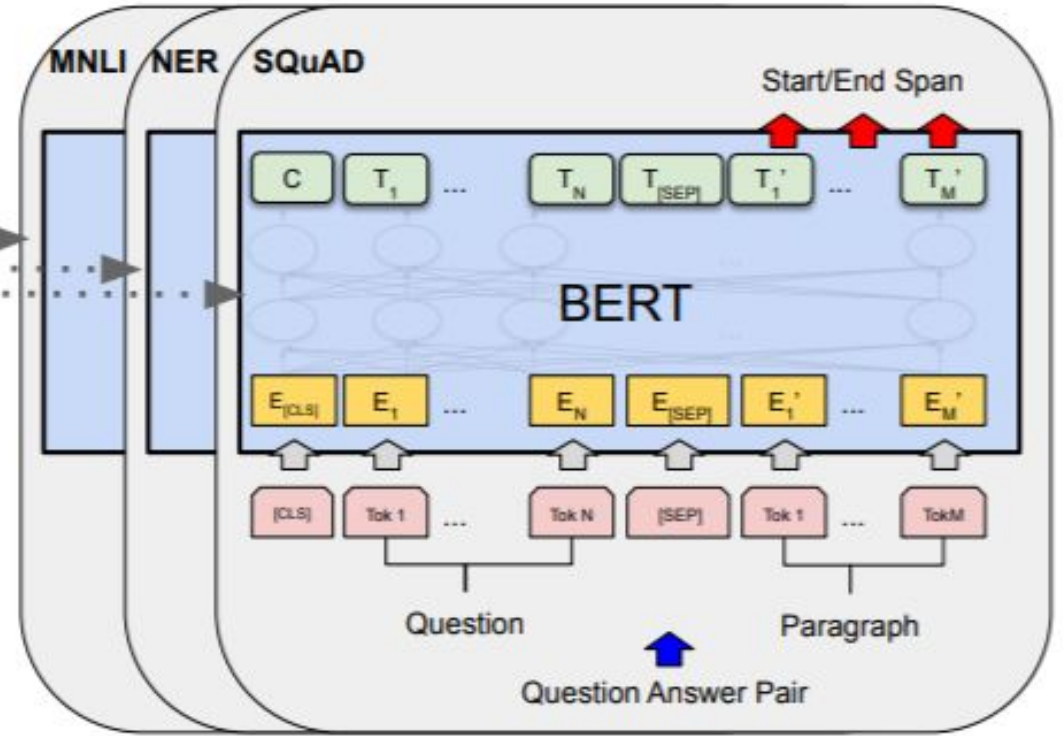 MNLI NER SQuAD
Start/End Span
C T1 ... TN T[SEP] T1’ ... TM’
...
BERT
...
E[CLS] E1 ... EN E[SEP] E1’ ... EM’
[CLS] Tok 1 ... Tok N [SEP] Tok 1 ... TokM
Question Paragraph
Question Answer Pair